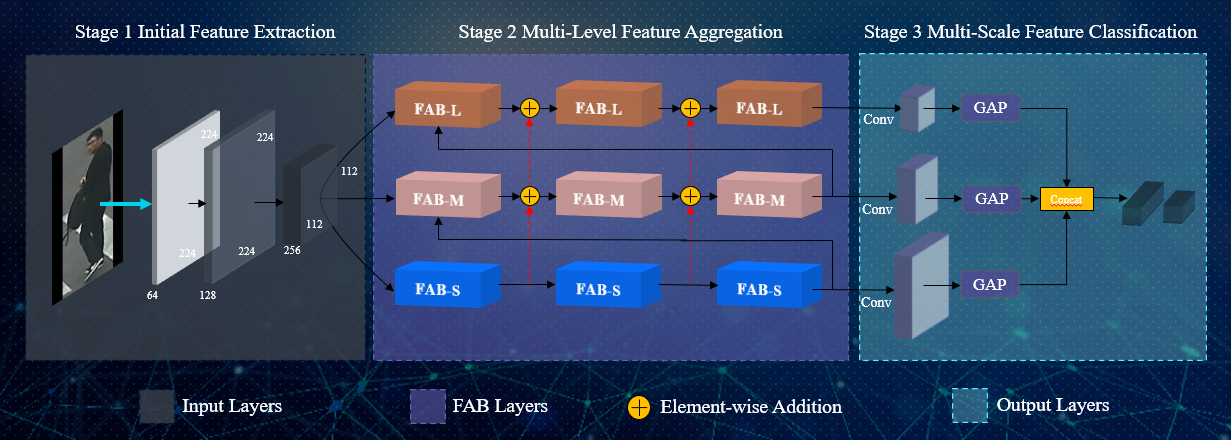 Stage 1 Initial Feature Extraction
Stage 2 Multi-Level Feature Aggregation
Stage 3 Multi-Scale Feature Classification
224
224
224
224
64
128
256
112
112
FAB-L
FAB-L
FAB-L
FAB-M
FAB-M
FAB-M
FAB-S
FAB-S
FAB-S
Conv
GAP
Conv
GAP
Concat
Conv
GAP
Input Layers
FAB Layers
Element-wise Addition
Output Layers